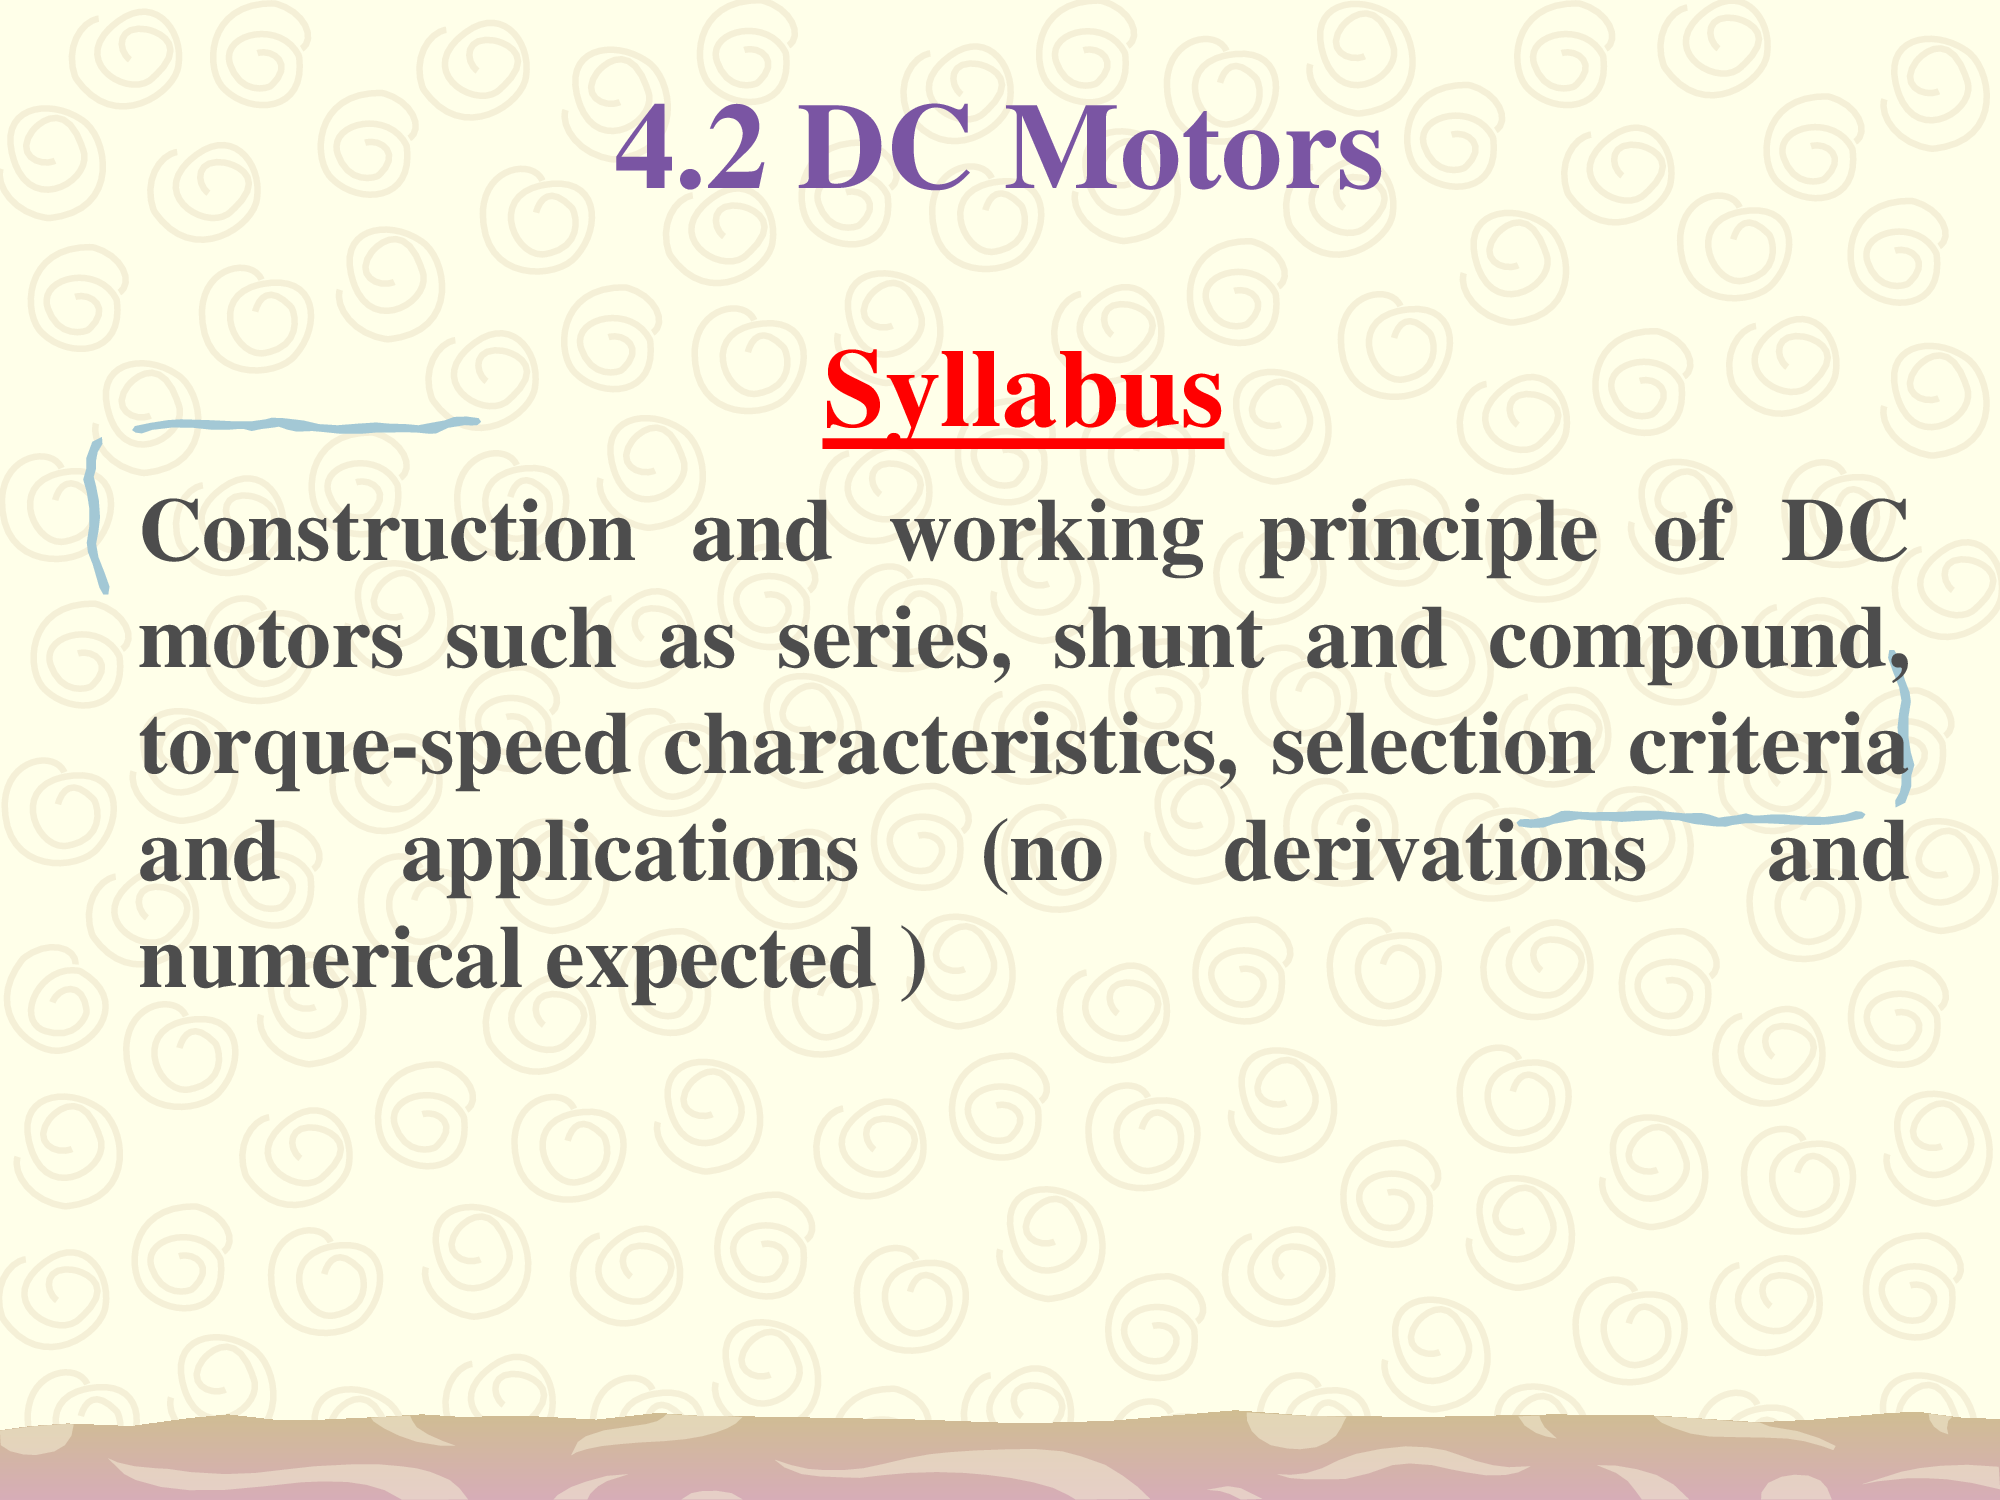 4.2 DC Motors
Syllabus
Construction and working principle of DC
motors such as series, shunt and compound,
torque-speed characteristics, selection criteria
and applications (no derivations and
numerical expected )